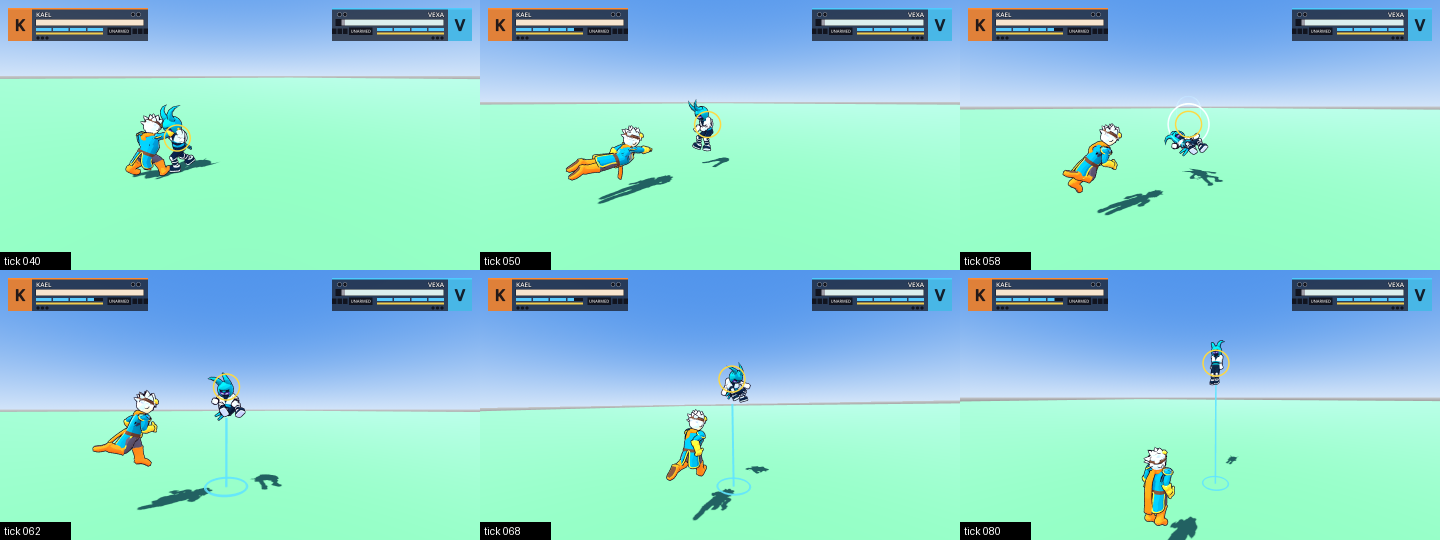 K KAEL VEXA V
UNARMED UNARMED
tick 040
K KAEL VEXA V
UNARMED UNARMED
tick 050
K KAEL VEXA V
UNARMED UNARMED
tick 058
K KAEL VEXA V
UNARMED UNARMED
tick 062
K KAEL VEXA V
UNARMED UNARMED
tick 068
K KAEL VEXA V
UNARMED UNARMED
tick 080